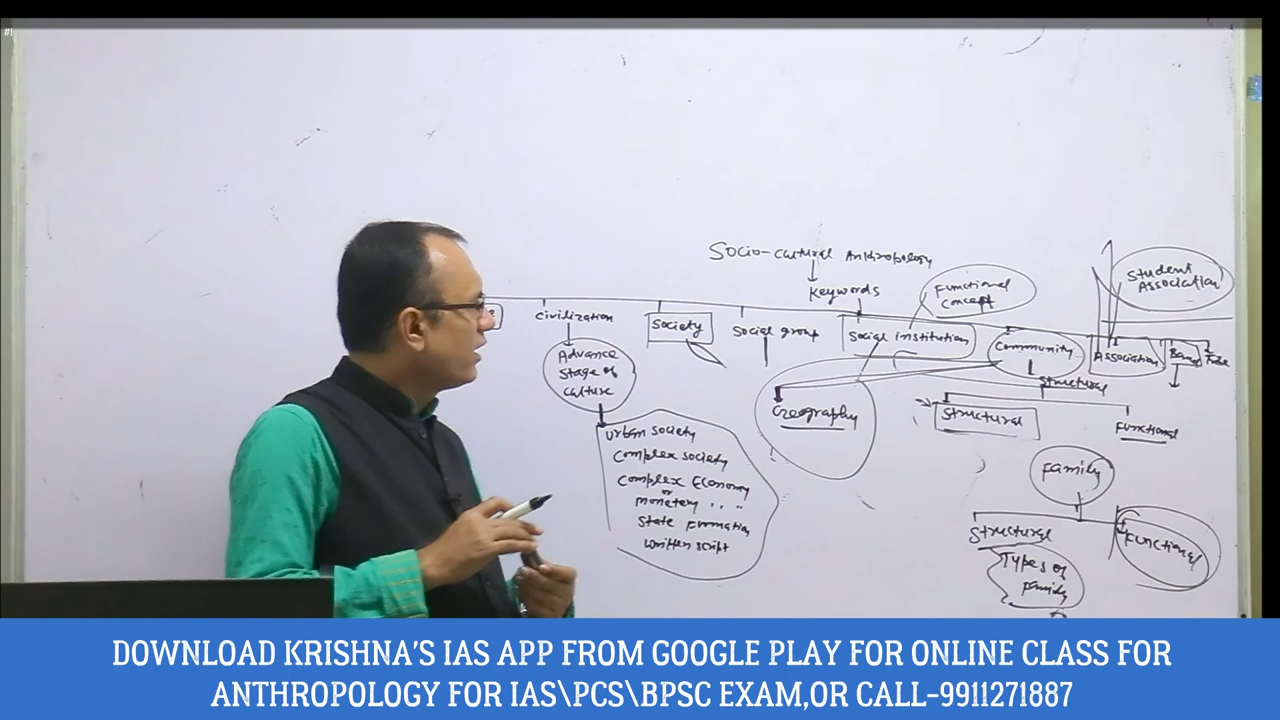 #!
Socio-cultural Anthropology
Keywords
Functional
concept
Student
Association
civilization
Society
Social group
Social institution
Community
Association
Band
Tribe
Advance
Stage of
culture
Structural
Geography
Structural
Functional
urban society
complex society
complex Economy
or
monetary " "
State Formation
written script
Family
Structural
Functional
Types of
Family
DOWNLOAD KRISHNA'S IAS APP FROM GOOGLE PLAY FOR ONLINE CLASS FOR
ANTHROPOLOGY FOR IAS\PCS\BPSC EXAM,OR CALL-9911271887